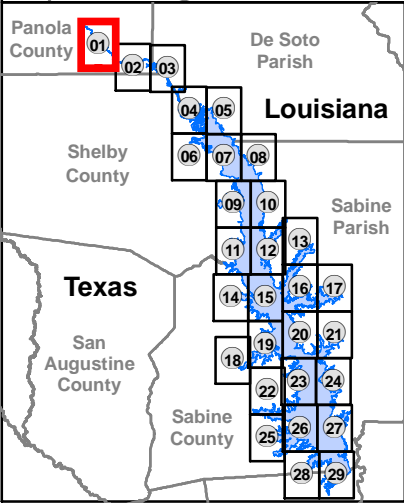 Panola
County
01
De Soto
Parish
02
03
04
05
Louisiana
Shelby
County
06
07
08
09
10
Sabine
Parish
11
12
13
Texas
14
15
16
17
San
Augustine
County
18
19
20
21
22
23
24
Sabine
County
25
26
27
28
29